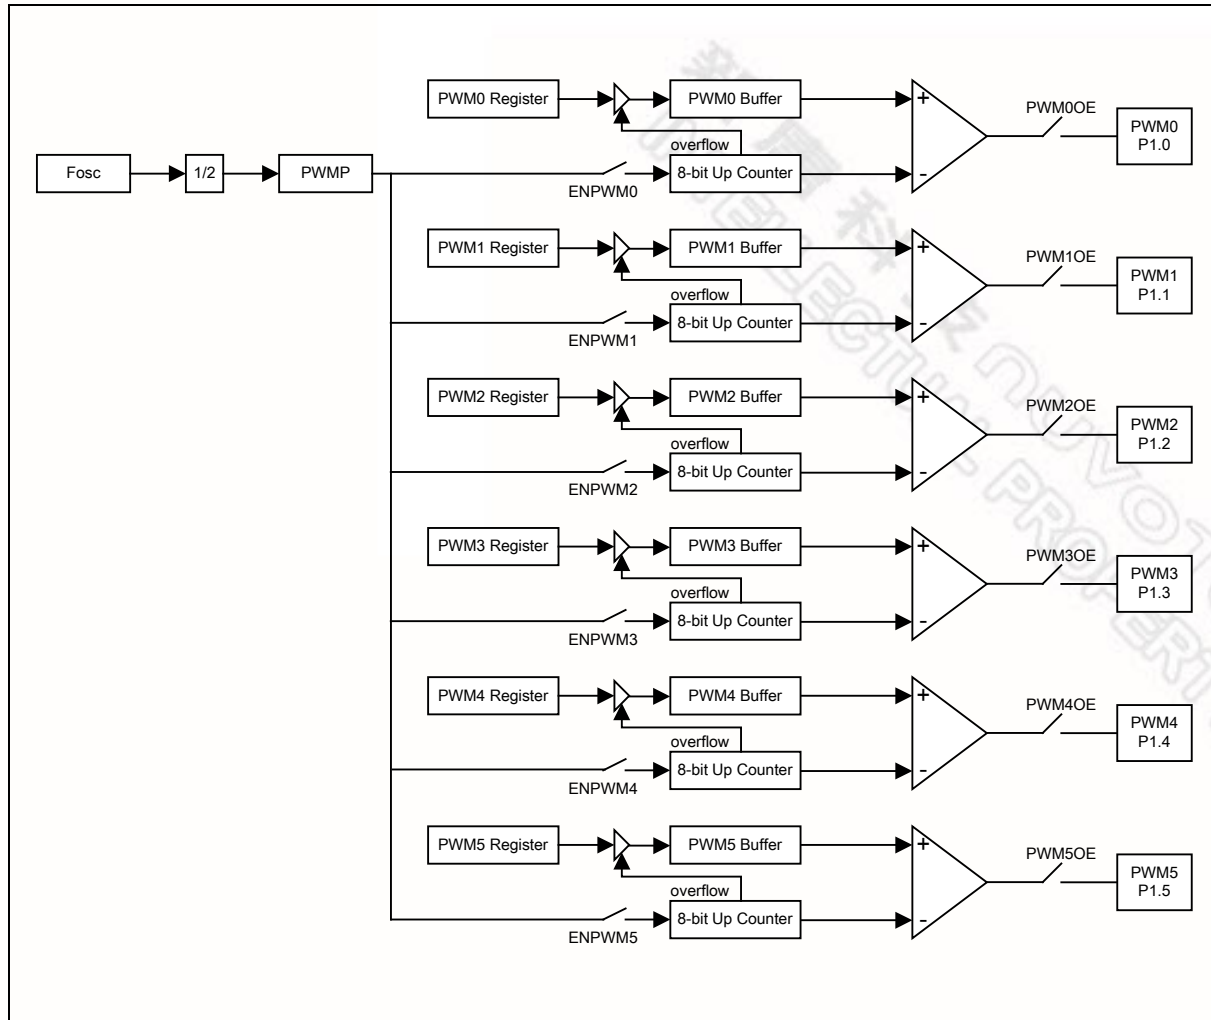 PWM0 Register
PWM0 Buffer
+
PWM0OE
PWM0
P1.0
overflow
Fosc
1/2
PWMP
ENPWM0
8-bit Up Counter
-
PWM1 Register
PWM1 Buffer
+
PWM1OE
PWM1
P1.1
overflow
ENPWM1
8-bit Up Counter
-
PWM2 Register
PWM2 Buffer
+
PWM2OE
PWM2
P1.2
overflow
ENPWM2
8-bit Up Counter
-
PWM3 Register
PWM3 Buffer
+
PWM3OE
PWM3
P1.3
overflow
ENPWM3
8-bit Up Counter
-
PWM4 Register
PWM4 Buffer
+
PWM4OE
PWM4
P1.4
overflow
ENPWM4
8-bit Up Counter
-
PWM5 Register
PWM5 Buffer
+
PWM5OE
PWM5
P1.5
overflow
ENPWM5
8-bit Up Counter
-